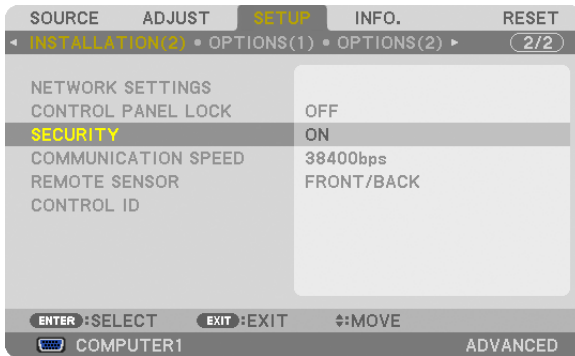 SOURCE ADJUST SETUP INFO. RESET
◂ INSTALLATION(2) • OPTIONS(1) • OPTIONS(2) ▸ 2/2
NETWORK SETTINGS
CONTROL PANEL LOCK OFF
SECURITY ON
COMMUNICATION SPEED 38400bps
REMOTE SENSOR FRONT/BACK
CONTROL ID
ENTER:SELECT EXIT:EXIT ♦:MOVE
COMPUTER1 ADVANCED